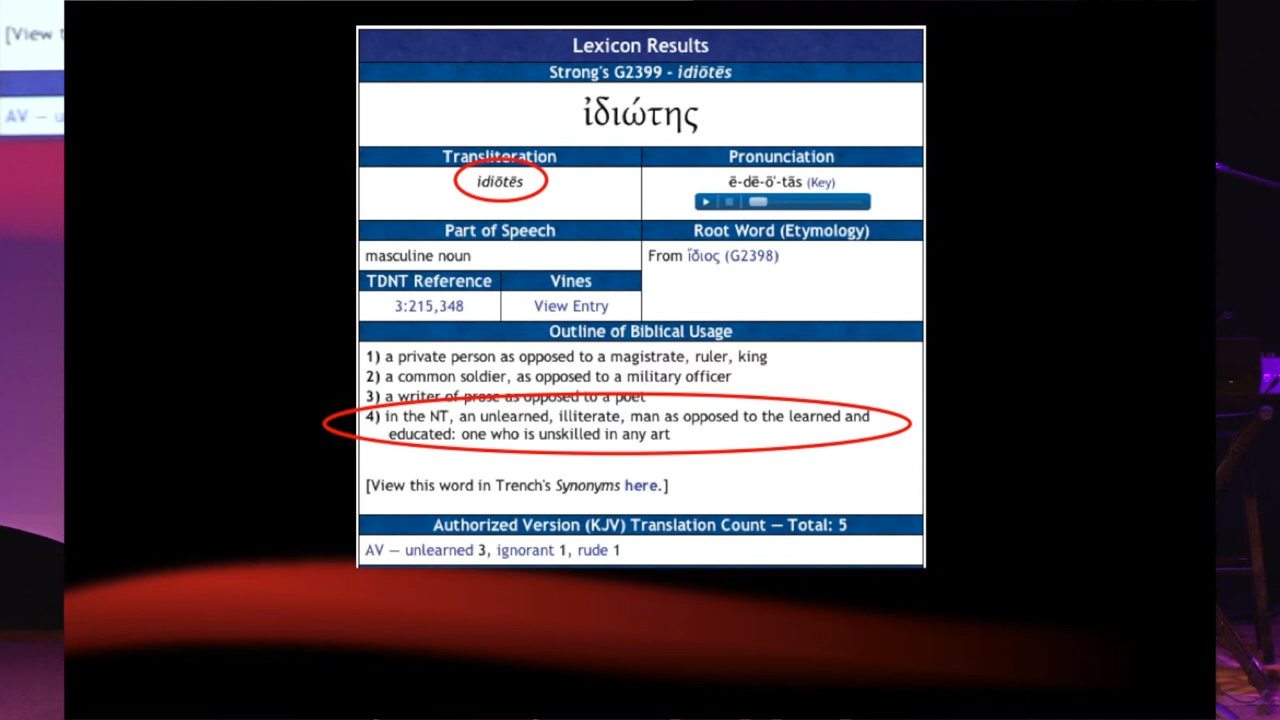 [View t
AV – u
Lexicon Results
Strong's G2399 - idiōtēs
ἰδιώτης
Transliteration
Pronunciation
idiōtēs
ē-dē-ō'-tās (Key)
Part of Speech
Root Word (Etymology)
masculine noun
From ἴδιος (G2398)
TDNT Reference
Vines
3:215,348
View Entry
Outline of Biblical Usage
1) a private person as opposed to a magistrate, ruler, king
2) a common soldier, as opposed to a military officer
3) a writer of prose as opposed to a poet
4) in the NT, an unlearned, illiterate, man as opposed to the learned and
educated: one who is unskilled in any art
[View this word in Trench's Synonyms here.]
Authorized Version (KJV) Translation Count — Total: 5
AV — unlearned 3, ignorant 1, rude 1